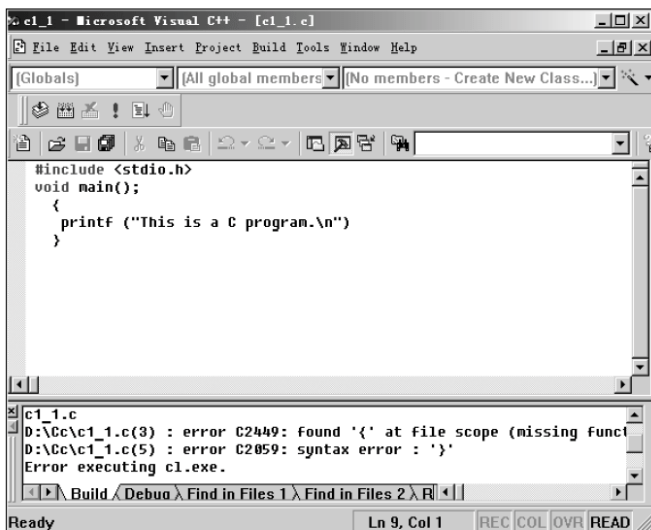 c1_1 - Microsoft Visual C++ - [c1_1.c]
File Edit View Insert Project Build Tools Window Help
(Globals) (All global members (No members - Create New Class...)
#include <stdio.h>
void main();
{
printf ("This is a C program.\n")
}
c1_1.c
D:\Cc\c1_1.c(3) : error C2449: found '{' at file scope (missing funct
D:\Cc\c1_1.c(5) : error C2059: syntax error : '}'
Error executing cl.exe.
Build Debug Find in Files 1 Find in Files 2 R
Ready Ln 9, Col 1 REC COL OVR READ